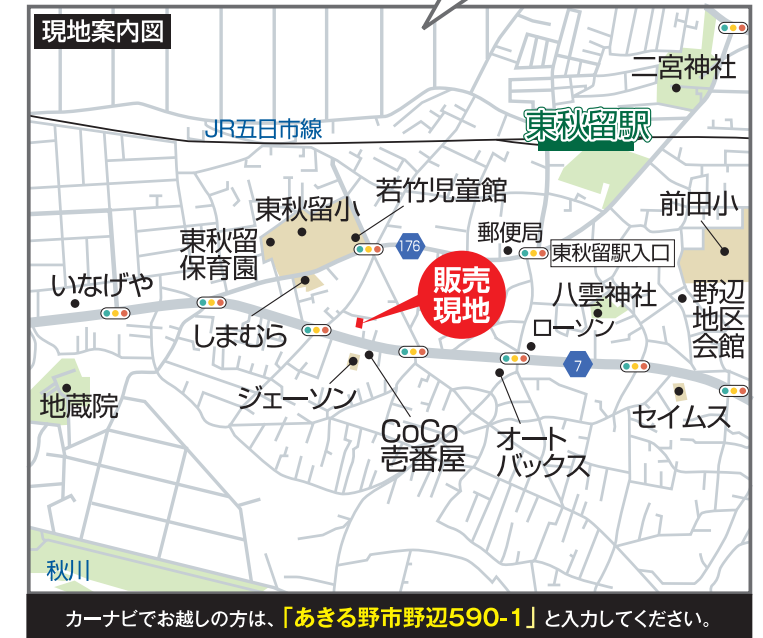 現地案内図
二宮神社
JR五日市線
東秋留駅
若竹児童館
前田小
東秋留小
郵便局
176
東秋留
保育園
東秋留駅入口
販売
現地
いなげや
八雲神社
野辺
地区
会館
しまむら
ローソン
7
ジェーソン
地蔵院
セイムス
CoCo
壱番屋
オート
バックス
秋川
カーナビでお越しの方は、「あきる野市野辺590-1」と入力してください。